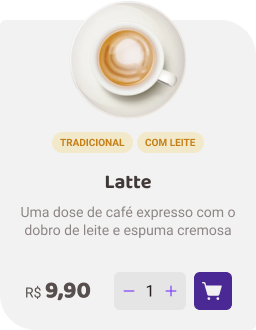 TRADICIONAL COM LEITE
Latte
Uma dose de café expresso com o
dobro de leite e espuma cremosa
R$ 9,90 − 1 +